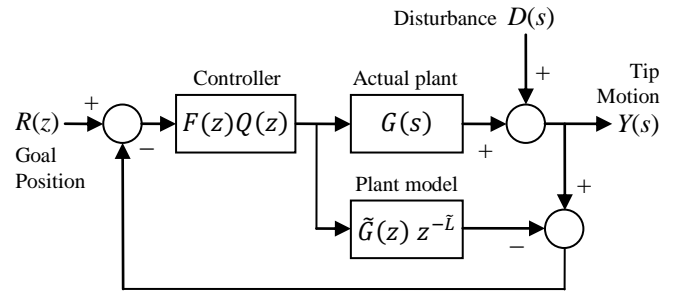 Disturbance D(s)
+
Controller
Actual plant
Tip
Motion
Y(s)
R(z)
+
−
Goal
Position
F(z)Q(z)
G(s)
+
Plant model
G̃(z) z^{-L̃}
+
−